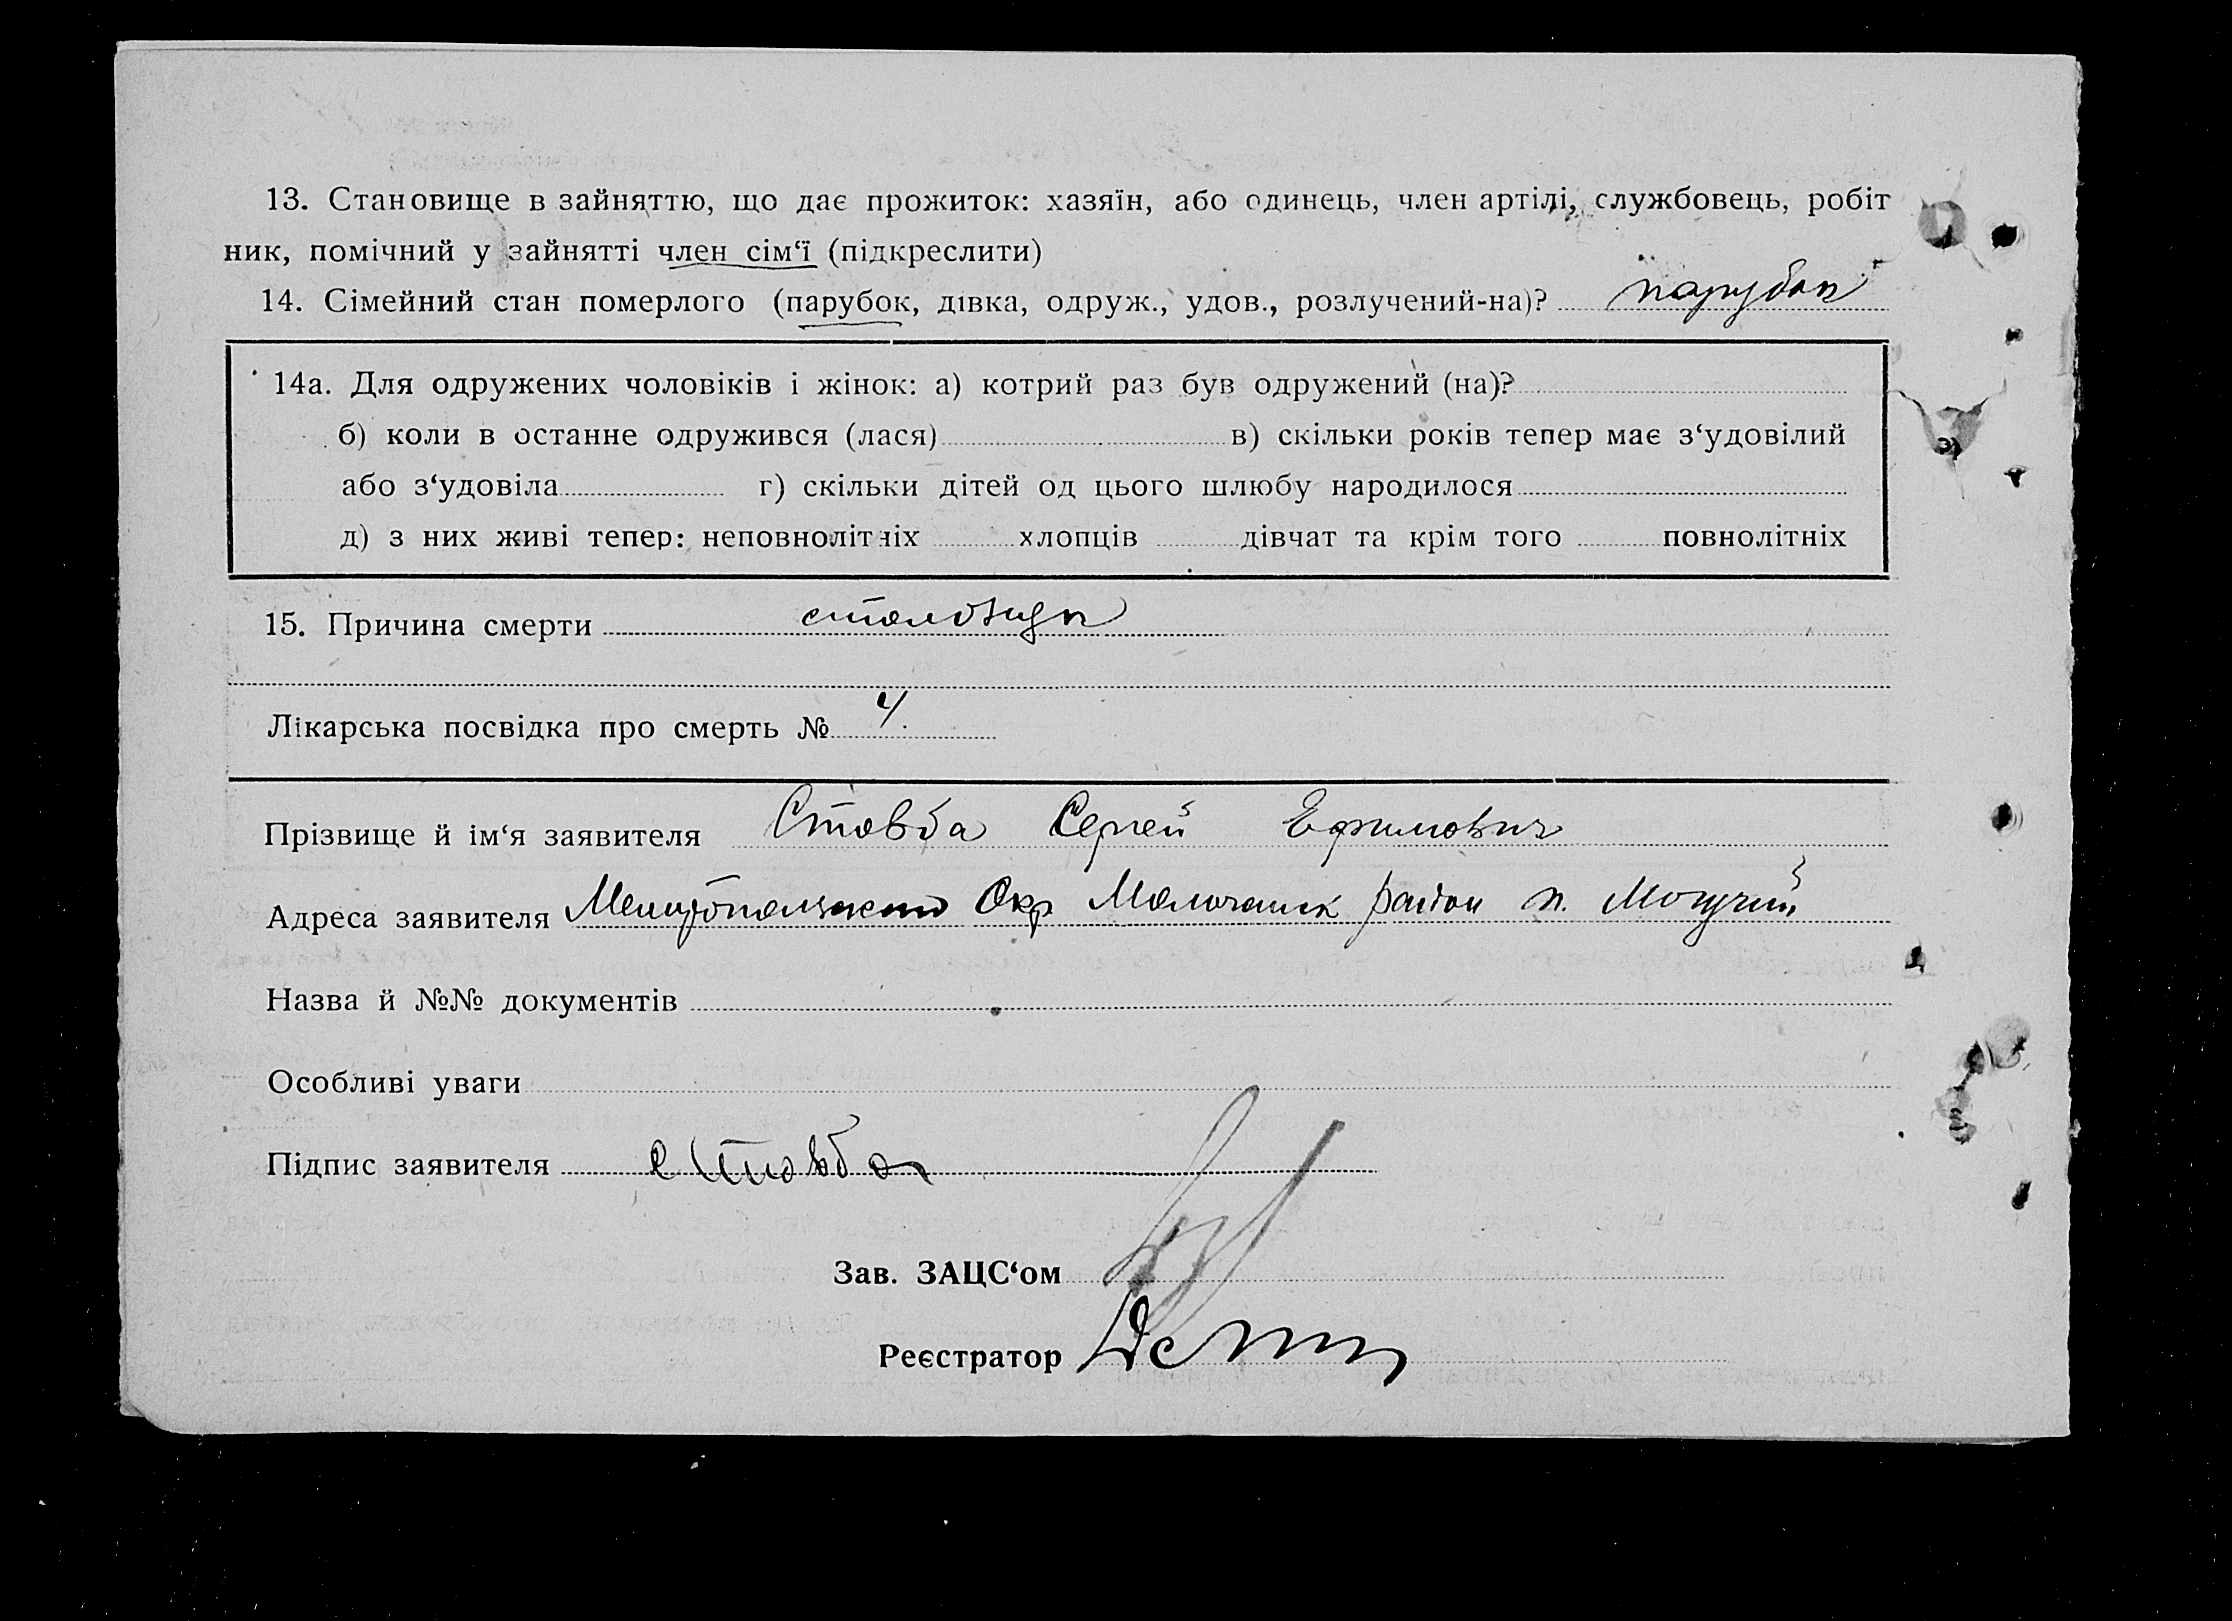 13. Становище в зайняттю, що дає прожиток: хазяїн, або одинець, член артілі, службовець, робіт
ник, помічний у зайнятті член сім‘ї (підкреслити)
14. Сімейний стан померлого (парубок, дівка, одруж., удов., розлучений-на)? парубок
14а. Для одружених чоловіків і жінок: а) котрий раз був одружений (на)?
б) коли в останне одружився (лася) в) скільки років тепер має з‘удовілий
або з‘удовіла г) скільки дітей од цього шлюбу народилося
д) з них живі тепер: неповнолітніх хлопців дівчат та крім того повнолітніх
15. Причина смерти
Лікарська посвідка про смерть № 4.
Прізвище й ім‘я заявителя Стовба Сергей Ефимович
Адреса заявителя Окр Молочанск район п. Могучий
Назва й №№ документів
Особливі уваги
Підпис заявителя Стовба
Зав. ЗАЦС‘ом
Реєстратор